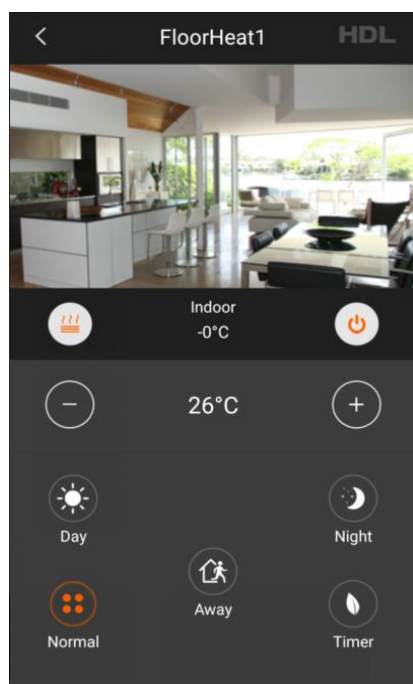 FloorHeat1
HDL
Indoor
-0°C
26°C
Day
Night
Away
Normal
Timer